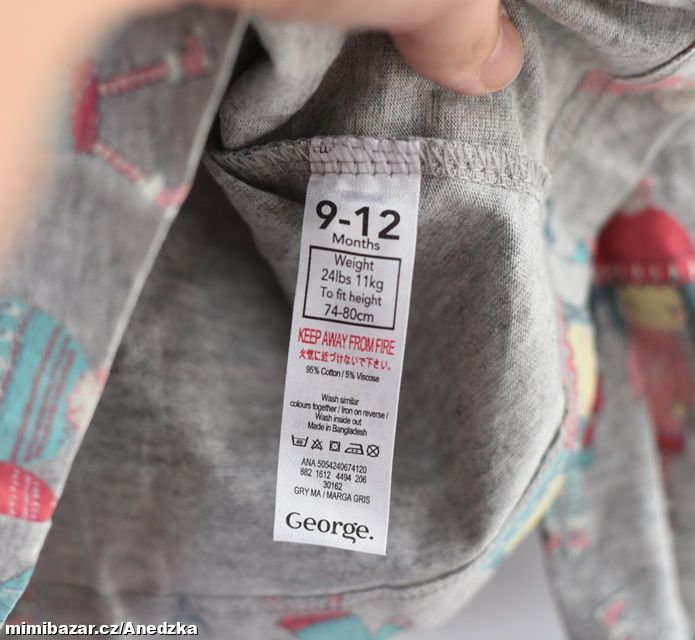 9-12
Months
Weight
24lbs 11kg
To fit height
74-80cm
KEEP AWAY FROM FIRE
火気に近づけないで下さい。
95% Cotton / 5% Viscose
Wash similar
colours together / Iron on reverse /
Wash inside out
Made in Bangladesh
40
ANA 5054240674120
882 1612 4494 206
30162
GRY MA / MARGA GRIS
George.
mimibazar.cz/Anedzka